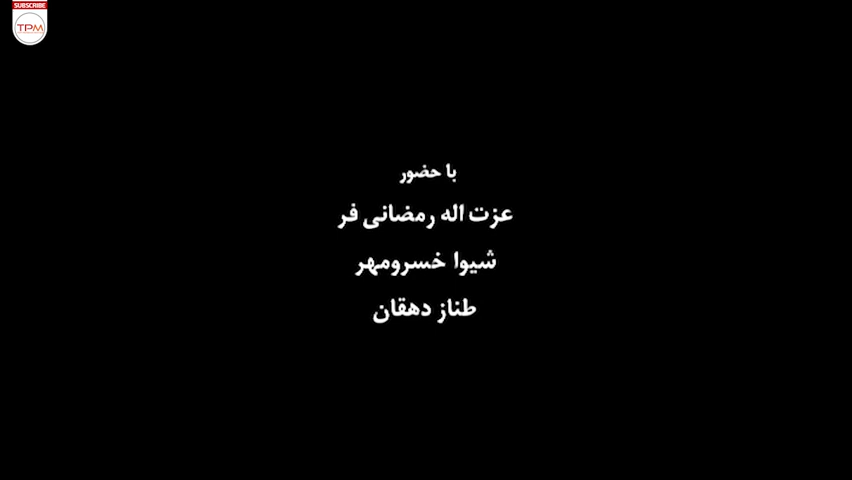 SUBSCRIBE
TPM
با حضور
عزت اله رمضانی فر
شیوا خسرومهر
طناز دهقان